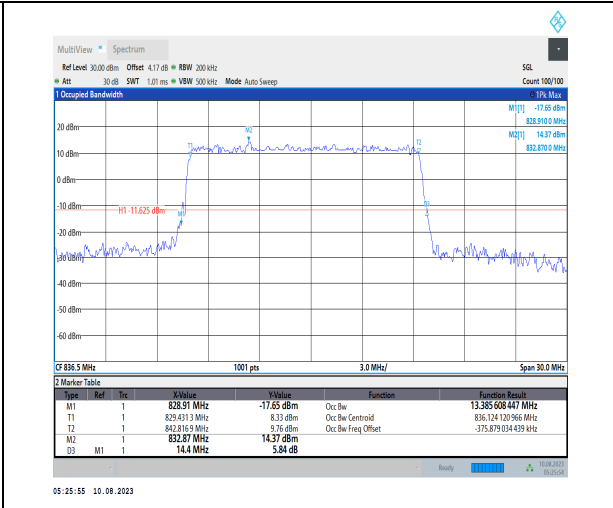 MultiView Spectrum
Ref Level 30.00 dBm Offset 4.17 dB RBW 200 kHz SGL
Att 30 dB SWT 1.01 ms VBW 500 kHz Mode Auto Sweep Count 100/100
1 Occupied Bandwidth 1Pk Max
M1[1] -17.65 dBm
828.910 0 MHz
M2[1] 14.37 dBm
832.870 0 MHz
20 dBm
M2
T1
T2
10 dBm
0 dBm
-10 dBm
D3
H1 -11.625 dBm
M1
-20 dBm
-30 dBm
-40 dBm
-50 dBm
-60 dBm
CF 836.5 MHz 1001 pts 3.0 MHz/ Span 30.0 MHz
2 Marker Table
Type Ref Trc X-Value Y-Value Function Function Result
M1 1 828.91 MHz -17.65 dBm Occ Bw 13.385 608 447 MHz
T1 1 829.431 3 MHz 8.33 dBm Occ Bw Centroid 836.124 120 966 MHz
T2 1 842.816 9 MHz 9.76 dBm Occ Bw Freq Offset -375.879 034 439 kHz
M2 1 832.87 MHz 14.37 dBm
D3 M1 1 14.4 MHz 5.84 dB
Ready 10.08.2023
05:25:54
05:25:55 10.08.2023